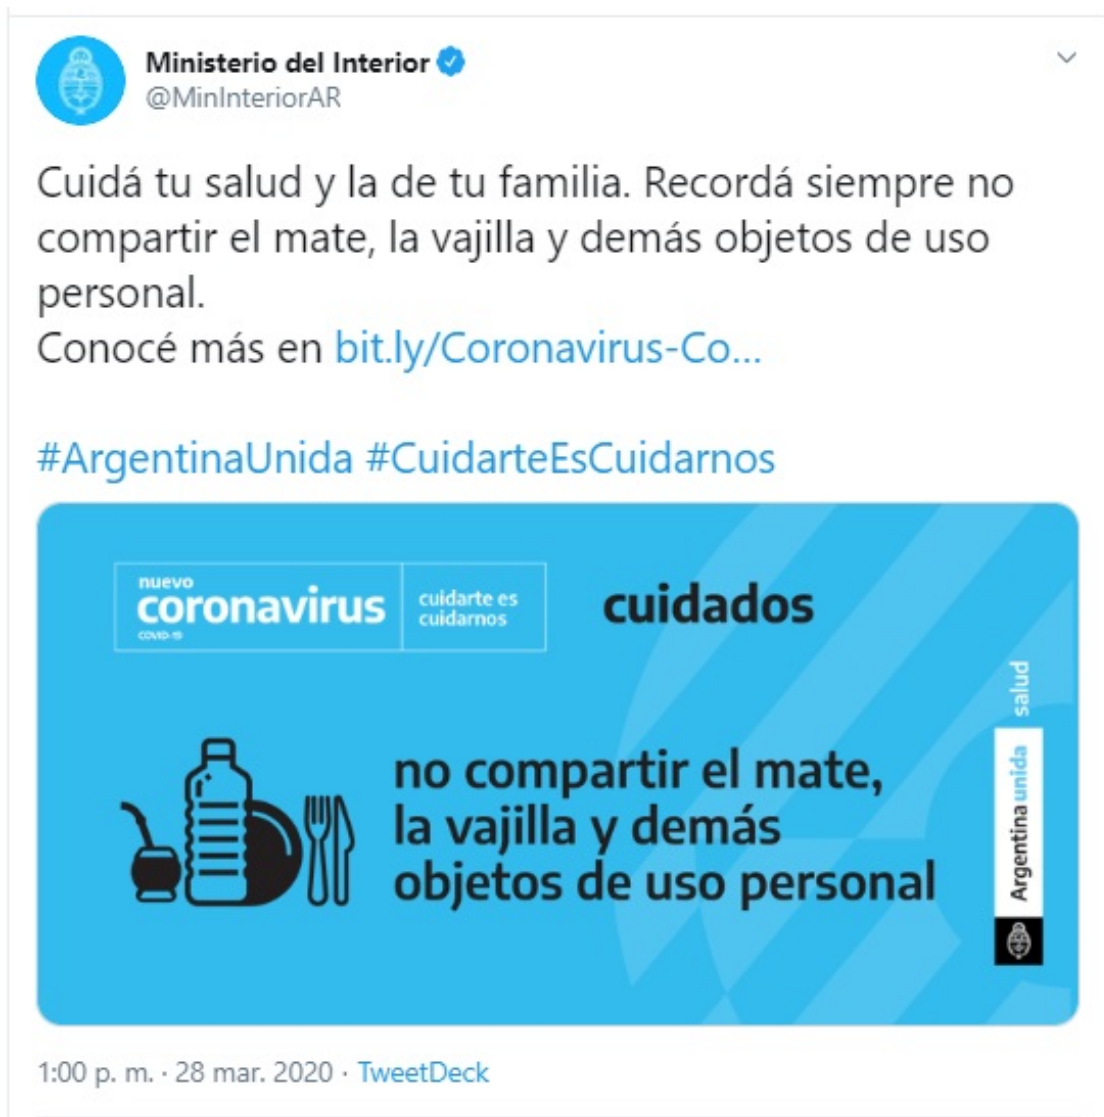 Ministerio del Interior
@MinInteriorAR
Cuidá tu salud y la de tu familia. Recordá siempre no
compartir el mate, la vajilla y demás objetos de uso
personal.
Conocé más en bit.ly/Coronavirus-Co...
#ArgentinaUnida #CuidarteEsCuidarnos
nuevo
coronavirus
COVID-19
cuidarte es
cuidarnos
cuidados
no compartir el mate,
la vajilla y demás
objetos de uso personal
Argentina unida
salud
1:00 p. m. · 28 mar. 2020 · TweetDeck